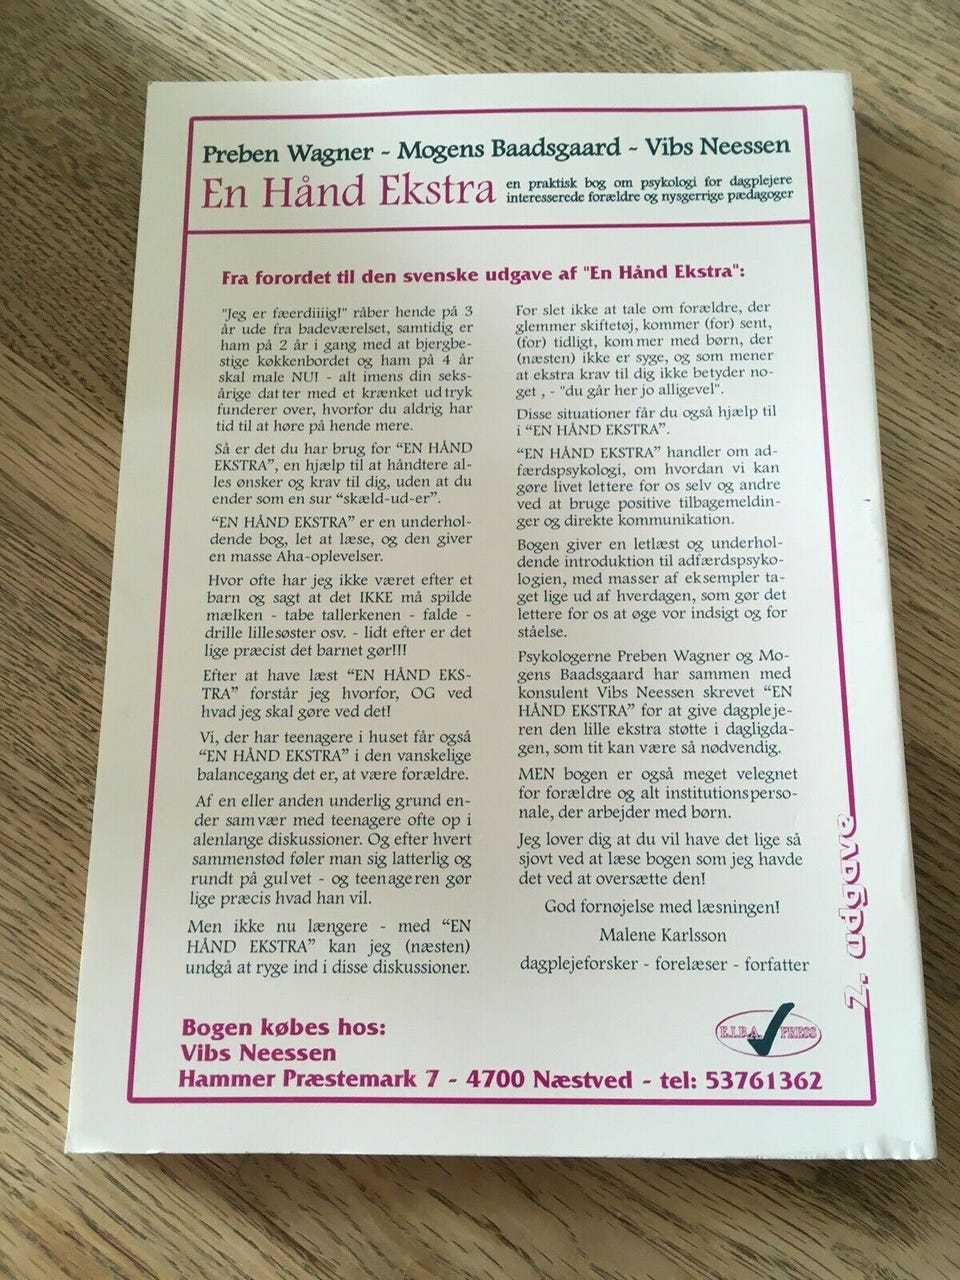 Preben Wagner ~ Mogens Baadsgaard ~ Vibs Neessen
En Hånd Ekstra
en praktisk bog om psykologi for dagplejere
interesserede forældre og nysgerrige pædagoger
Fra forordet til den svenske udgave af "En Hånd Ekstra":
"Jeg er fæerdiiiig!" råber hende på 3
år ude fra badeværelset, samtidig er
ham på 2 år i gang med at bjergbe-
stige køkkenbordet og ham på 4 år
skal male NU! - alt imens din seks-
årige datter med et krænket udtryk
funderer over, hvorfor du aldrig har
tid til at høre på hende mere.
Så er det du har brug for “EN HÅND
EKSTRA”, en hjælp til at håndtere al-
les ønsker og krav til dig, uden at du
ender som en sur “skæld-ud-er”.
“EN HÅND EKSTRA” er en underhol-
dende bog, let at læse, og den giver
en masse Aha-oplevelser.
Hvor ofte har jeg ikke været efter et
barn og sagt at det IKKE må spilde
mælken - tabe tallerkenen - falde -
drille lillesøster osv. - lidt efter er det
lige præcist det barnet gør!!!
Efter at have læst “EN HÅND EKS-
TRA” forstår jeg hvorfor, OG ved
hvad jeg skal gøre ved det!
Vi, der har teenagere i huset får også
“EN HÅND EKSTRA” i den vanskelige
balancegang det er, at være forældre.
Af en eller anden underlig grund en-
der samvær med teenagere ofte op i
alenlange diskussioner. Og efter hvert
sammenstød føler man sig latterlig og
rundt på gulvet - og teenageren gør
lige præcis hvad han vil.
Men ikke nu længere - med “EN
HÅND EKSTRA” kan jeg (næsten)
undgå at ryge ind i disse diskussioner.
For slet ikke at tale om forældre, der
glemmer skiftetøj, kommer (for) sent,
(for) tidligt, kommer med børn, der
(næsten) ikke er syge, og som mener
at ekstra krav til dig ikke betyder no-
get , - "du går her jo alligevel".
Disse situationer får du også hjælp til
i “EN HÅND EKSTRA”.
“EN HÅND EKSTRA” handler om ad-
færdspsykologi, om hvordan vi kan
gøre livet lettere for os selv og andre
ved at bruge positive tilbagemeldin-
ger og direkte kommunikation.
Bogen giver en letlæst og underhol-
dende introduktion til adfærdspsyko-
logien, med masser af eksempler ta-
get lige ud af hverdagen, som gør det
lettere for os at øge vor indsigt og for
ståelse.
Psykologerne Preben Wagner og Mo-
gens Baadsgaard har sammen med
konsulent Vibs Neessen skrevet “EN
HÅND EKSTRA” for at give dagpleje-
ren den lille ekstra støtte i dagligda-
gen, som tit kan være så nødvendig.
MEN bogen er også meget velegnet
for forældre og alt institutionsperso-
nale, der arbejder med børn.
Jeg lover dig at du vil have det lige så
sjovt ved at læse bogen som jeg havde
det ved at oversætte den!
God fornøjelse med læsningen!
Malene Karlsson
dagplejeforsker - forelæser - forfatter
2. udgave
Bogen købes hos:
Vibs Neessen
Hammer Præstemark 7 - 4700 Næstved - tel: 53761362
E.I.B.A. PRESS